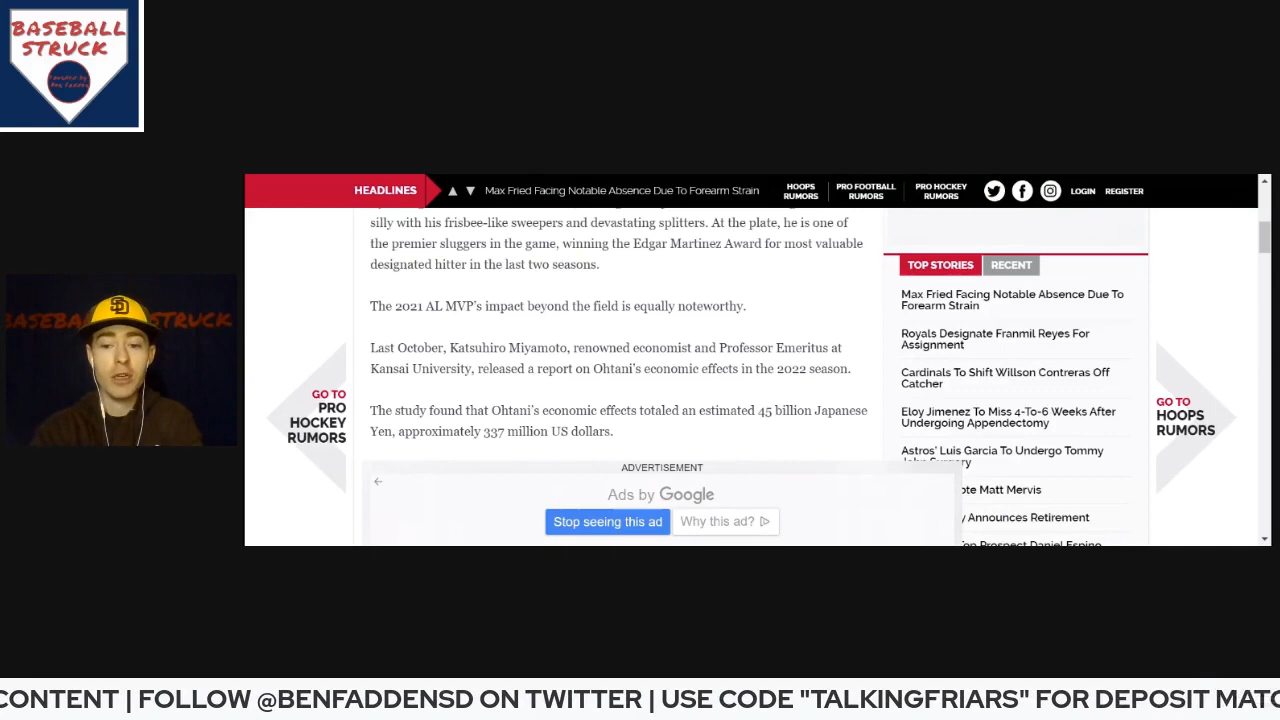 BASEBALL
STRUCK
HEADLINES
Max Fried Facing Notable Absence Due To Forearm Strain
HOOPS
RUMORS
PRO FOOTBALL
RUMORS
PRO HOCKEY
RUMORS
LOGIN
REGISTER
silly with his frisbee-like sweepers and devastating splitters. At the plate, he is one of
the premier sluggers in the game, winning the Edgar Martinez Award for most valuable
designated hitter in the last two seasons.
The 2021 AL MVP's impact beyond the field is equally noteworthy.
Last October, Katsuhiro Miyamoto, renowned economist and Professor Emeritus at
Kansai University, released a report on Ohtani's economic effects in the 2022 season.
The study found that Ohtani's economic effects totaled an estimated 45 billion Japanese
Yen, approximately 337 million US dollars.
ADVERTISEMENT
Ads by Google
Stop seeing this ad
Why this ad?
TOP STORIES
RECENT
Max Fried Facing Notable Absence Due To
Forearm Strain
Royals Designate Franmil Reyes For
Assignment
Cardinals To Shift Willson Contreras Off
Catcher
Eloy Jimenez To Miss 4-To-6 Weeks After
Undergoing Appendectomy
Astros' Luis Garcia To Undergo Tommy
John Surgery
ote Matt Mervis
y Announces Retirement
Top Prospect Daniel Espino
GO TO
PRO
HOCKEY
RUMORS
GO TO
HOOPS
RUMORS
SD
STRUCK
CONTENT | FOLLOW @BENFADDENSD ON TWITTER | USE CODE "TALKINGFRIARS" FOR DEPOSIT MATC